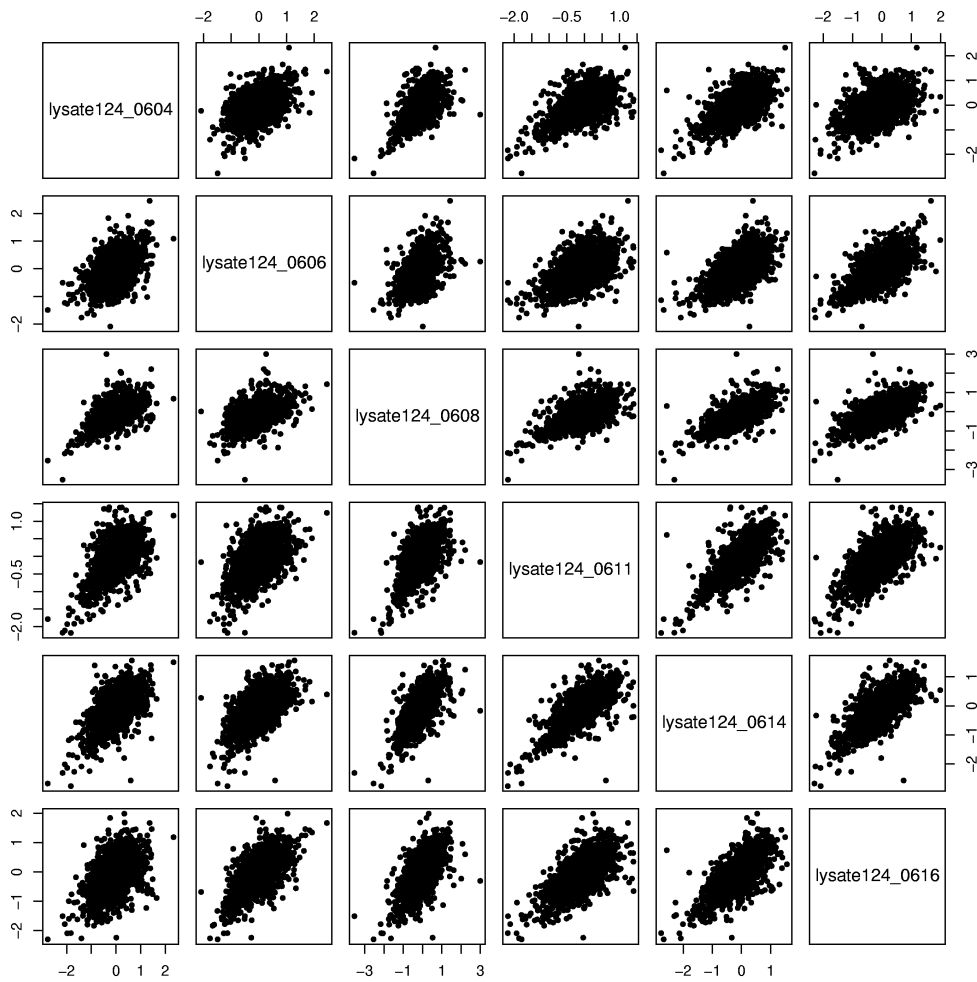 −2 0 1 2 −2.0 −0.5 1.0 −2 −1 0 1 2
lysate124_0604 −2 0 1 2
−2 0 1 2 lysate124_0606
lysate124_0608 −3 −1 1 3
−2.0 −0.5 1.0 lysate124_0611
lysate124_0614 −2 −1 0 1
−2 −1 0 1 2 lysate124_0616
−2 0 1 2 −3 −1 1 3 −2 −1 0 1